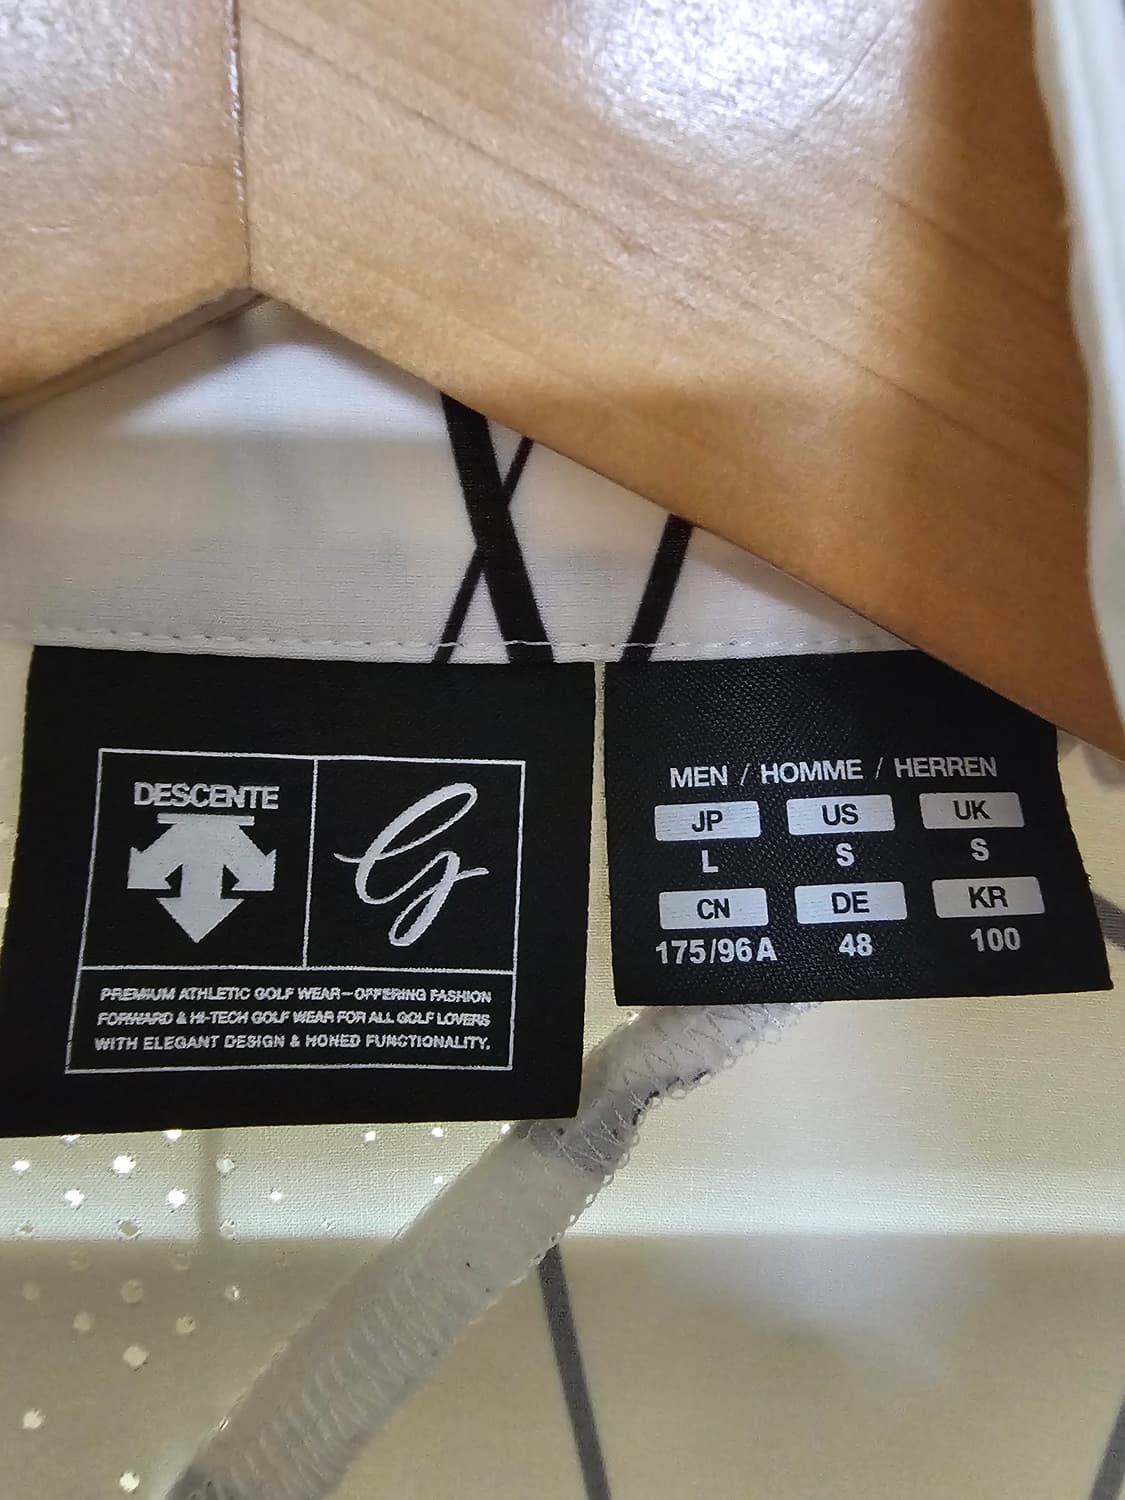 DESCENTE
G
PREMIUM ATHLETIC GOLF WEAR-OFFERING FASHION
FORWARD & HI-TECH GOLF WEAR FOR ALL GOLF LOVERS
WITH ELEGANT DESIGN & HONED FUNCTIONALITY.
MEN / HOMME / HERREN
JP US UK
L S S
CN DE KR
175/96A 48 100